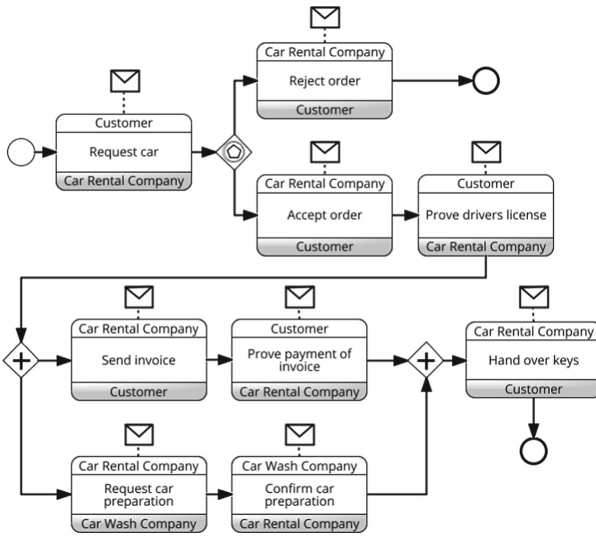 Car Rental Company
Reject order
Customer
Customer
Request car
Car Rental Company
Car Rental Company
Accept order
Customer
Customer
Prove drivers license
Car Rental Company
Car Rental Company
Send invoice
Customer
Customer
Prove payment of
invoice
Car Rental Company
Car Rental Company
Hand over keys
Customer
Car Rental Company
Request car
preparation
Car Wash Company
Car Wash Company
Confirm car
preparation
Car Rental Company